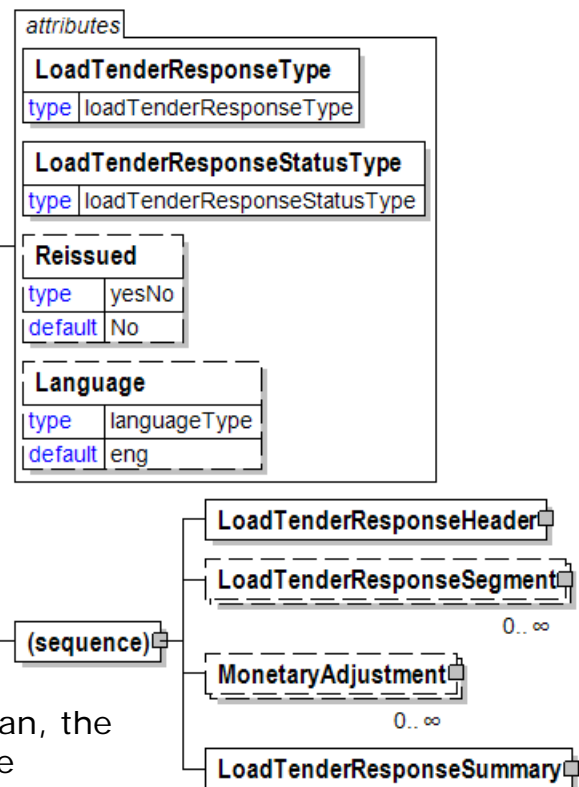 attributes
LoadTenderResponseType
type loadTenderResponseType
LoadTenderResponseStatusType
type loadTenderResponseStatusType
Reissued
type yesNo
default No
Language
type languageType
default eng
LoadTenderResponseHeader
LoadTenderResponseSegment
0.. ∞
(sequence)
MonetaryAdjustment
0.. ∞
an, the
e
LoadTenderResponseSummary